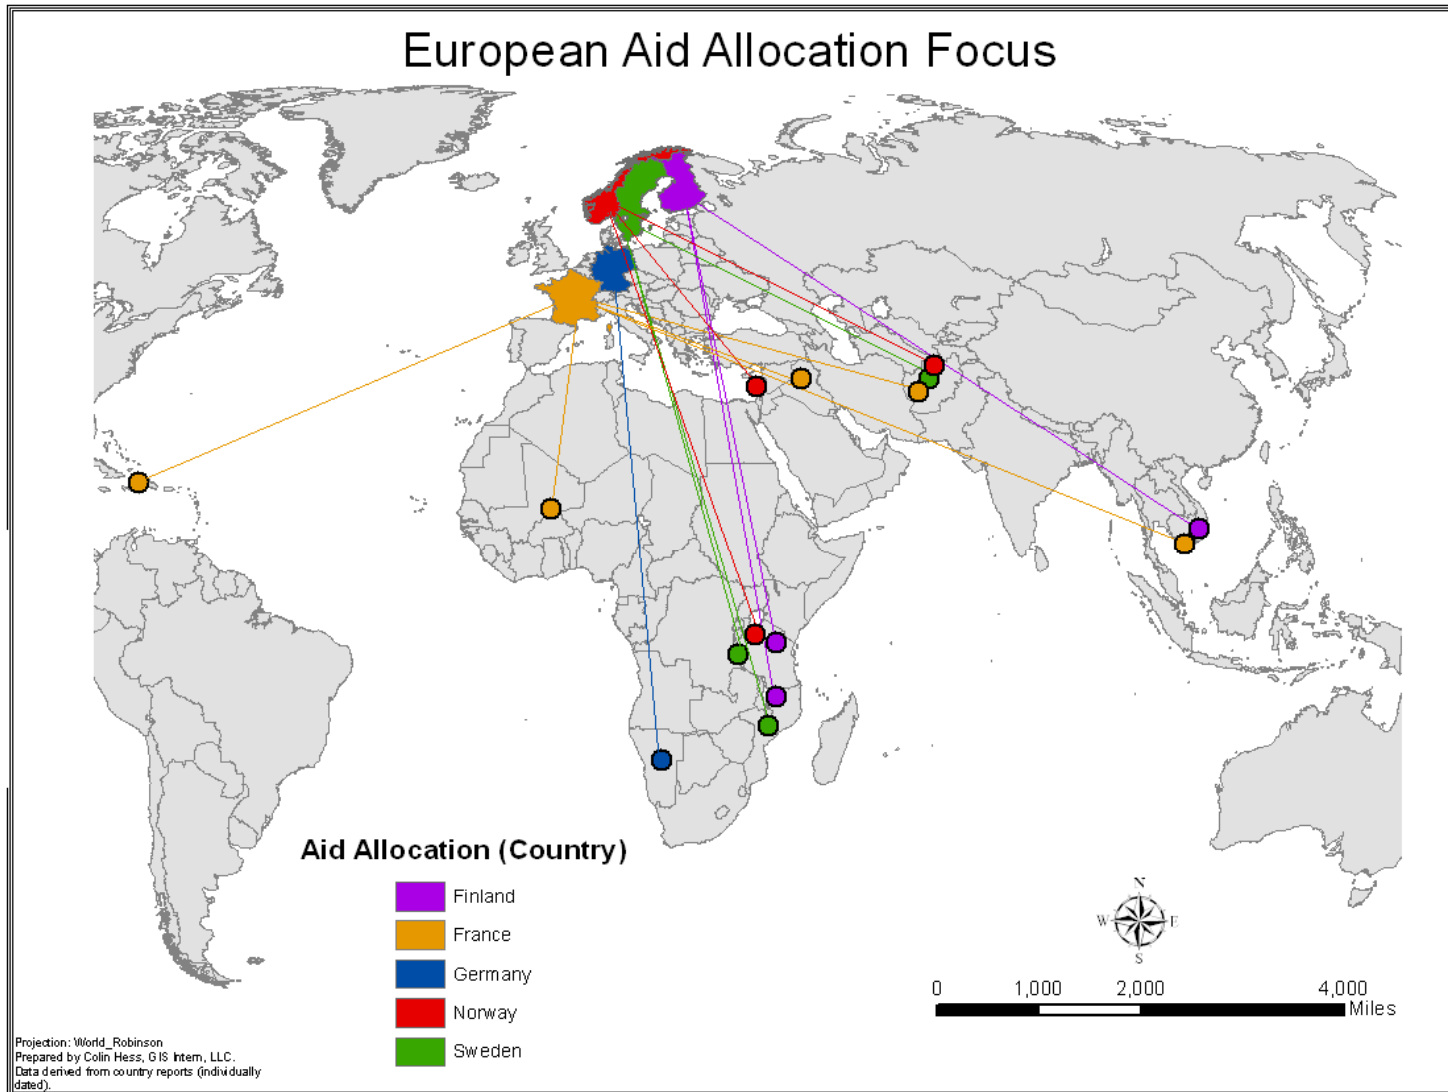 European Aid Allocation Focus
Aid Allocation (Country)
Finland
France
Germany
Norway
Sweden
N
W E
S
0 1,000 2,000 4,000
Miles
Projection: World_Robinson
Prepared by Colin Hess, GIS Intern, LLC.
Data derived from country reports (individually
dated).